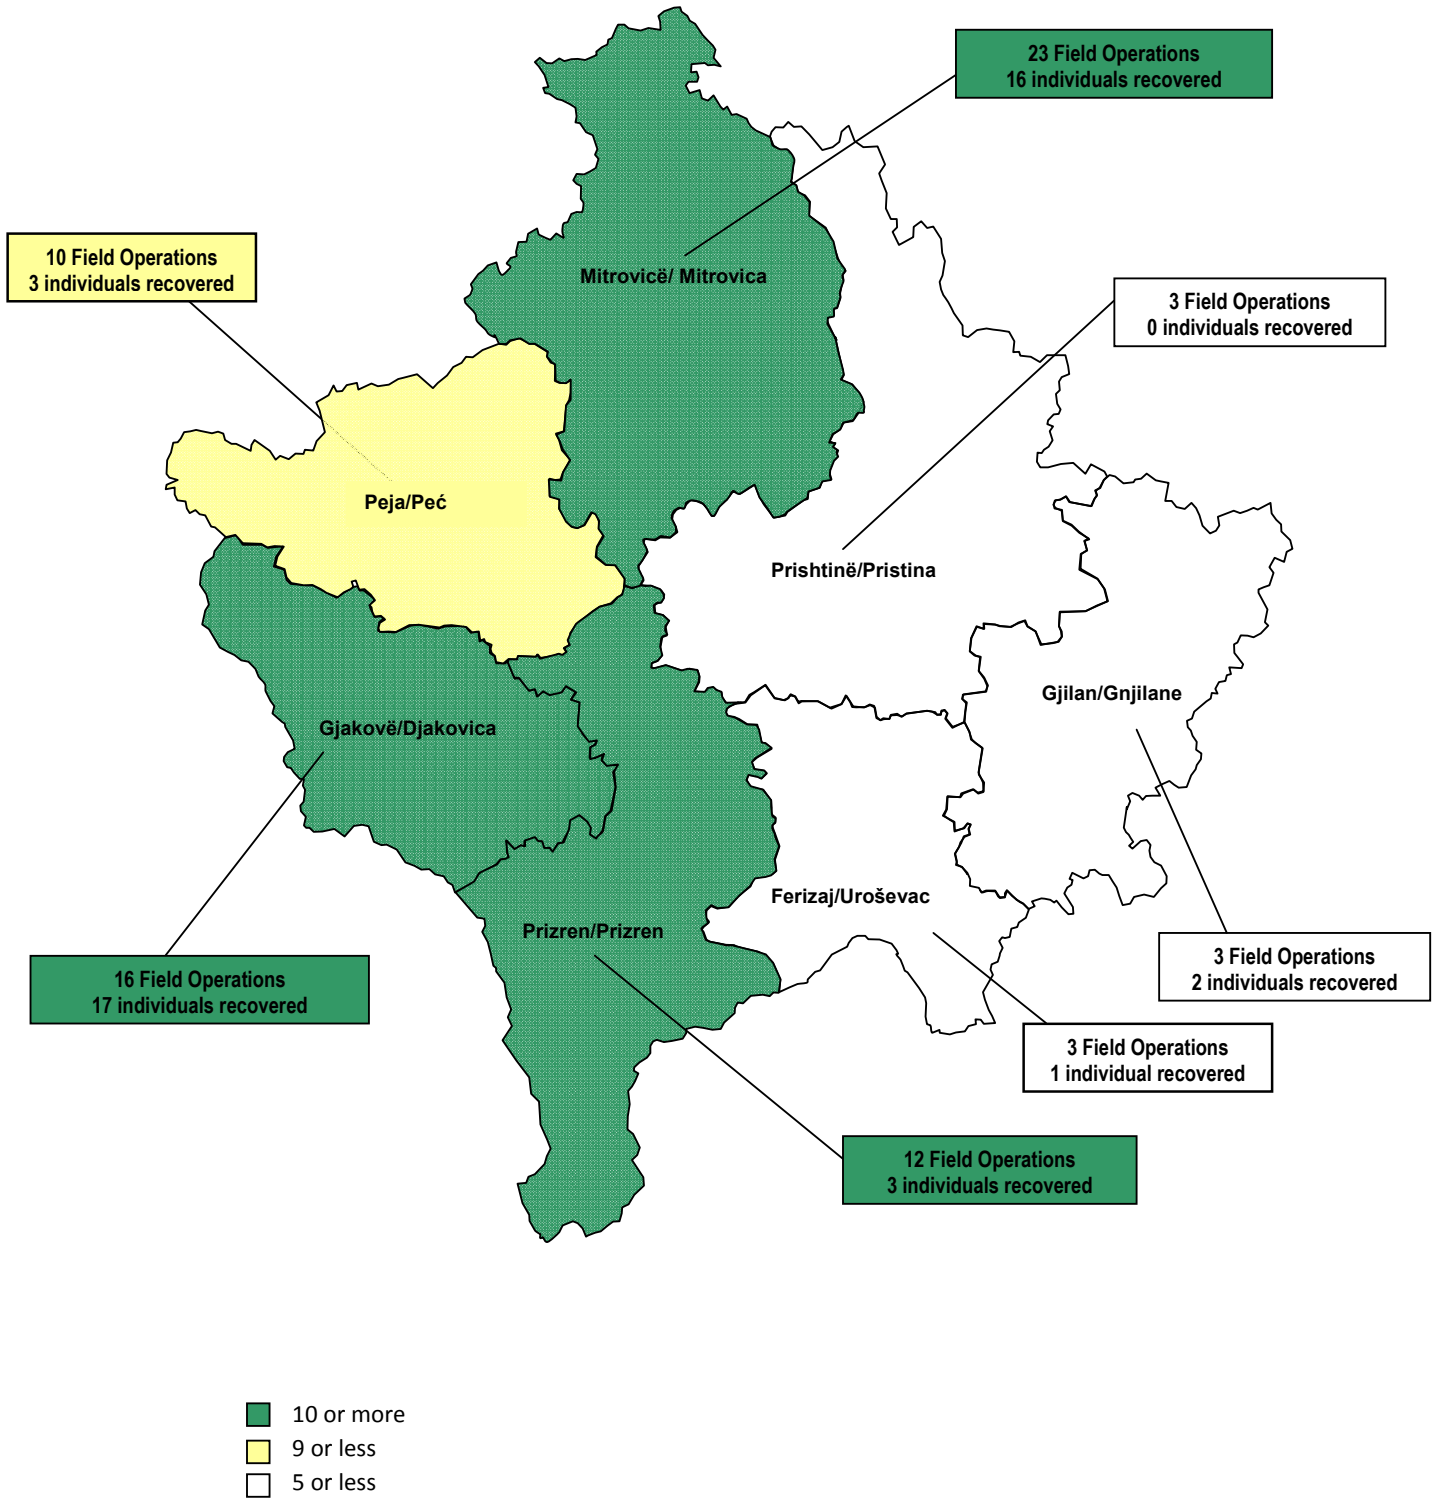 23 Field Operations
16 individuals recovered
10 Field Operations
3 individuals recovered
Mitrovicë/ Mitrovica
3 Field Operations
0 individuals recovered
Peja/Peć
Prishtinë/Pristina
Gjilan/Gnjilane
Gjakovë/Djakovica
Ferizaj/Uroševac
Prizren/Prizren
3 Field Operations
2 individuals recovered
16 Field Operations
17 individuals recovered
3 Field Operations
1 individual recovered
12 Field Operations
3 individuals recovered
10 or more
9 or less
5 or less